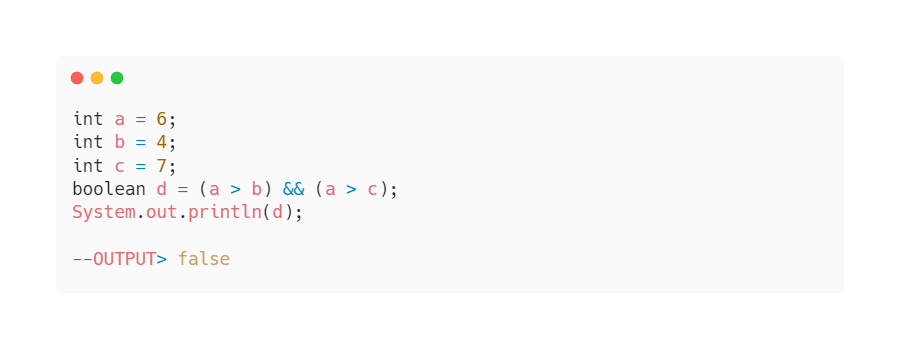 int a = 6;
int b = 4;
int c = 7;
boolean d = (a > b) && (a > c);
System.out.println(d);
--OUTPUT> false